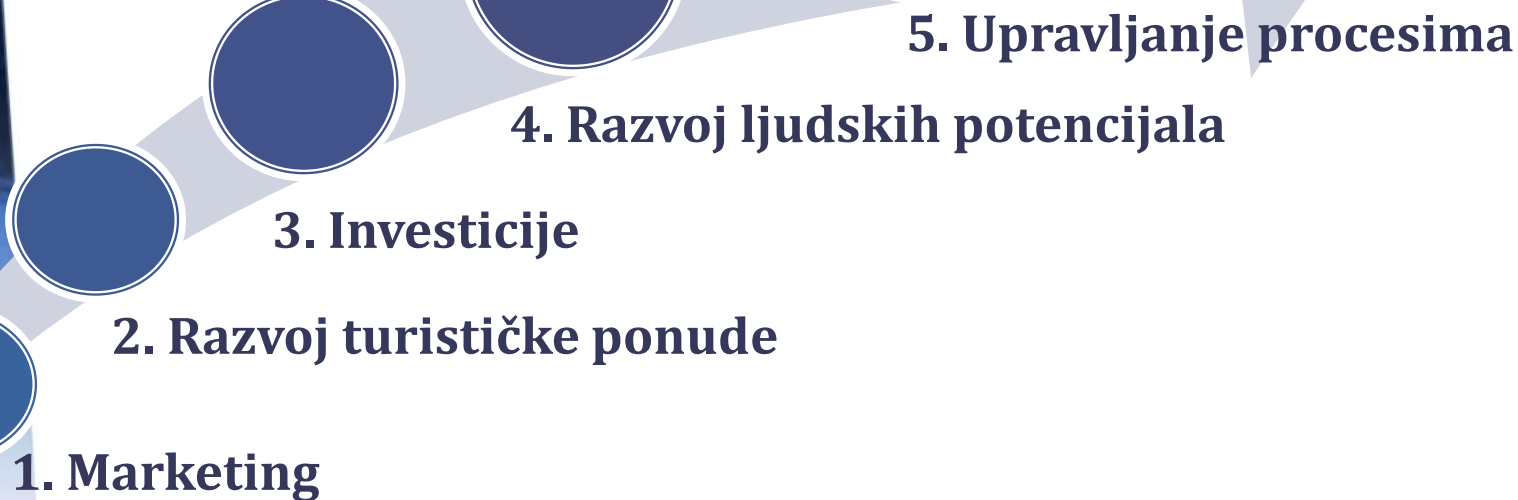 5. Upravljanje procesima
4. Razvoj ljudskih potencijala
3. Investicije
2. Razvoj turističke ponude
1. Marketing